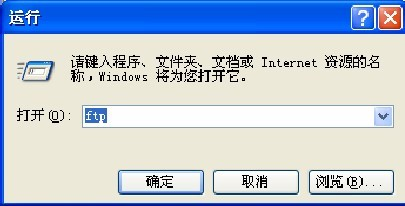 运行
请键入程序、文件夹、文档或 Internet 资源的名
称，Windows 将为您打开它。
打开(O): ftp
确定 取消 浏览(B)...